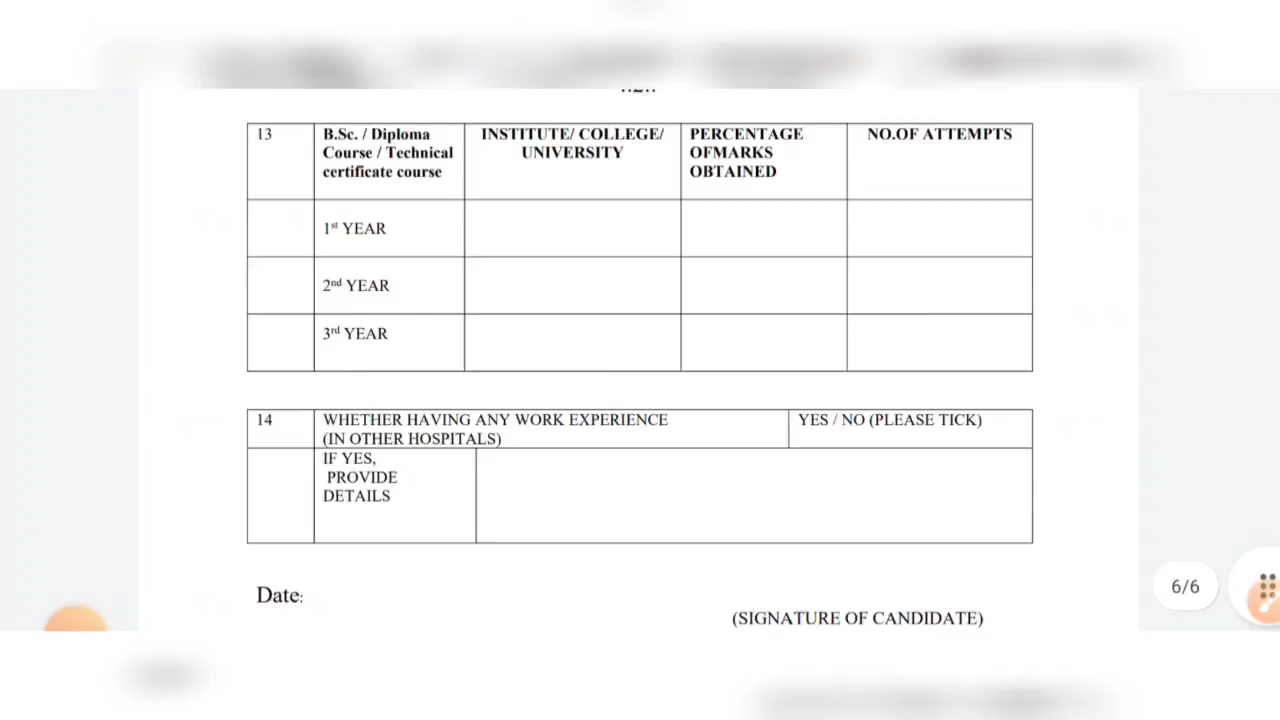 13 B.Sc. / Diploma Course / Technical certificate course INSTITUTE/ COLLEGE/ UNIVERSITY PERCENTAGE OFMARKS OBTAINED NO.OF ATTEMPTS
1st YEAR
2nd YEAR
3rd YEAR
14 WHETHER HAVING ANY WORK EXPERIENCE YES / NO (PLEASE TICK)
(IN OTHER HOSPITALS)
IF YES,
PROVIDE
DETAILS
Date:
(SIGNATURE OF CANDIDATE)
6/6